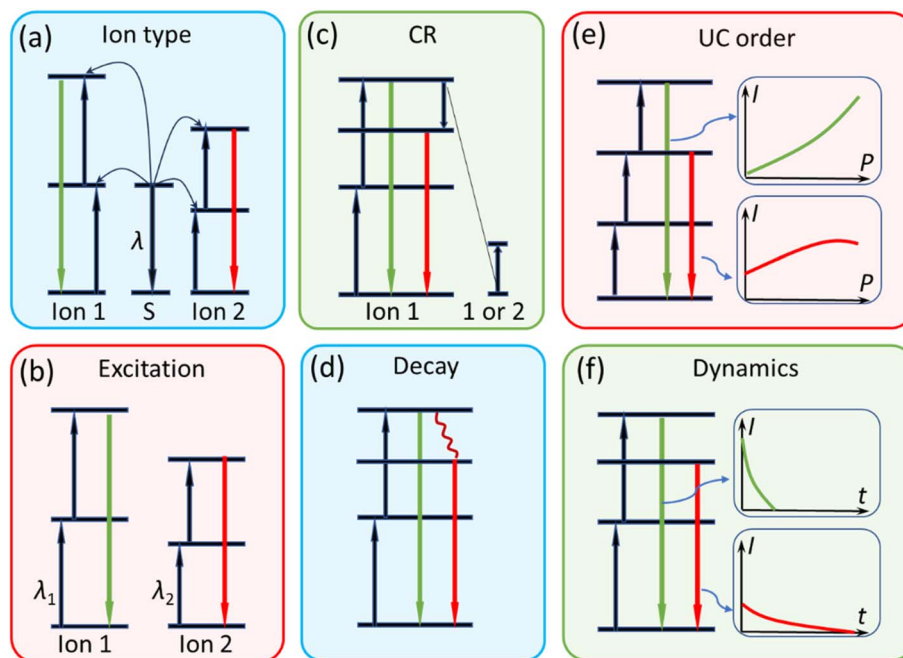 (a) Ion type
λ
Ion 1 S Ion 2
(b) Excitation
λ1 λ2
Ion 1 Ion 2
(c) CR
Ion 1 1 or 2
(d) Decay
(e) UC order
I
P
I
P
(f) Dynamics
I
t
I
t